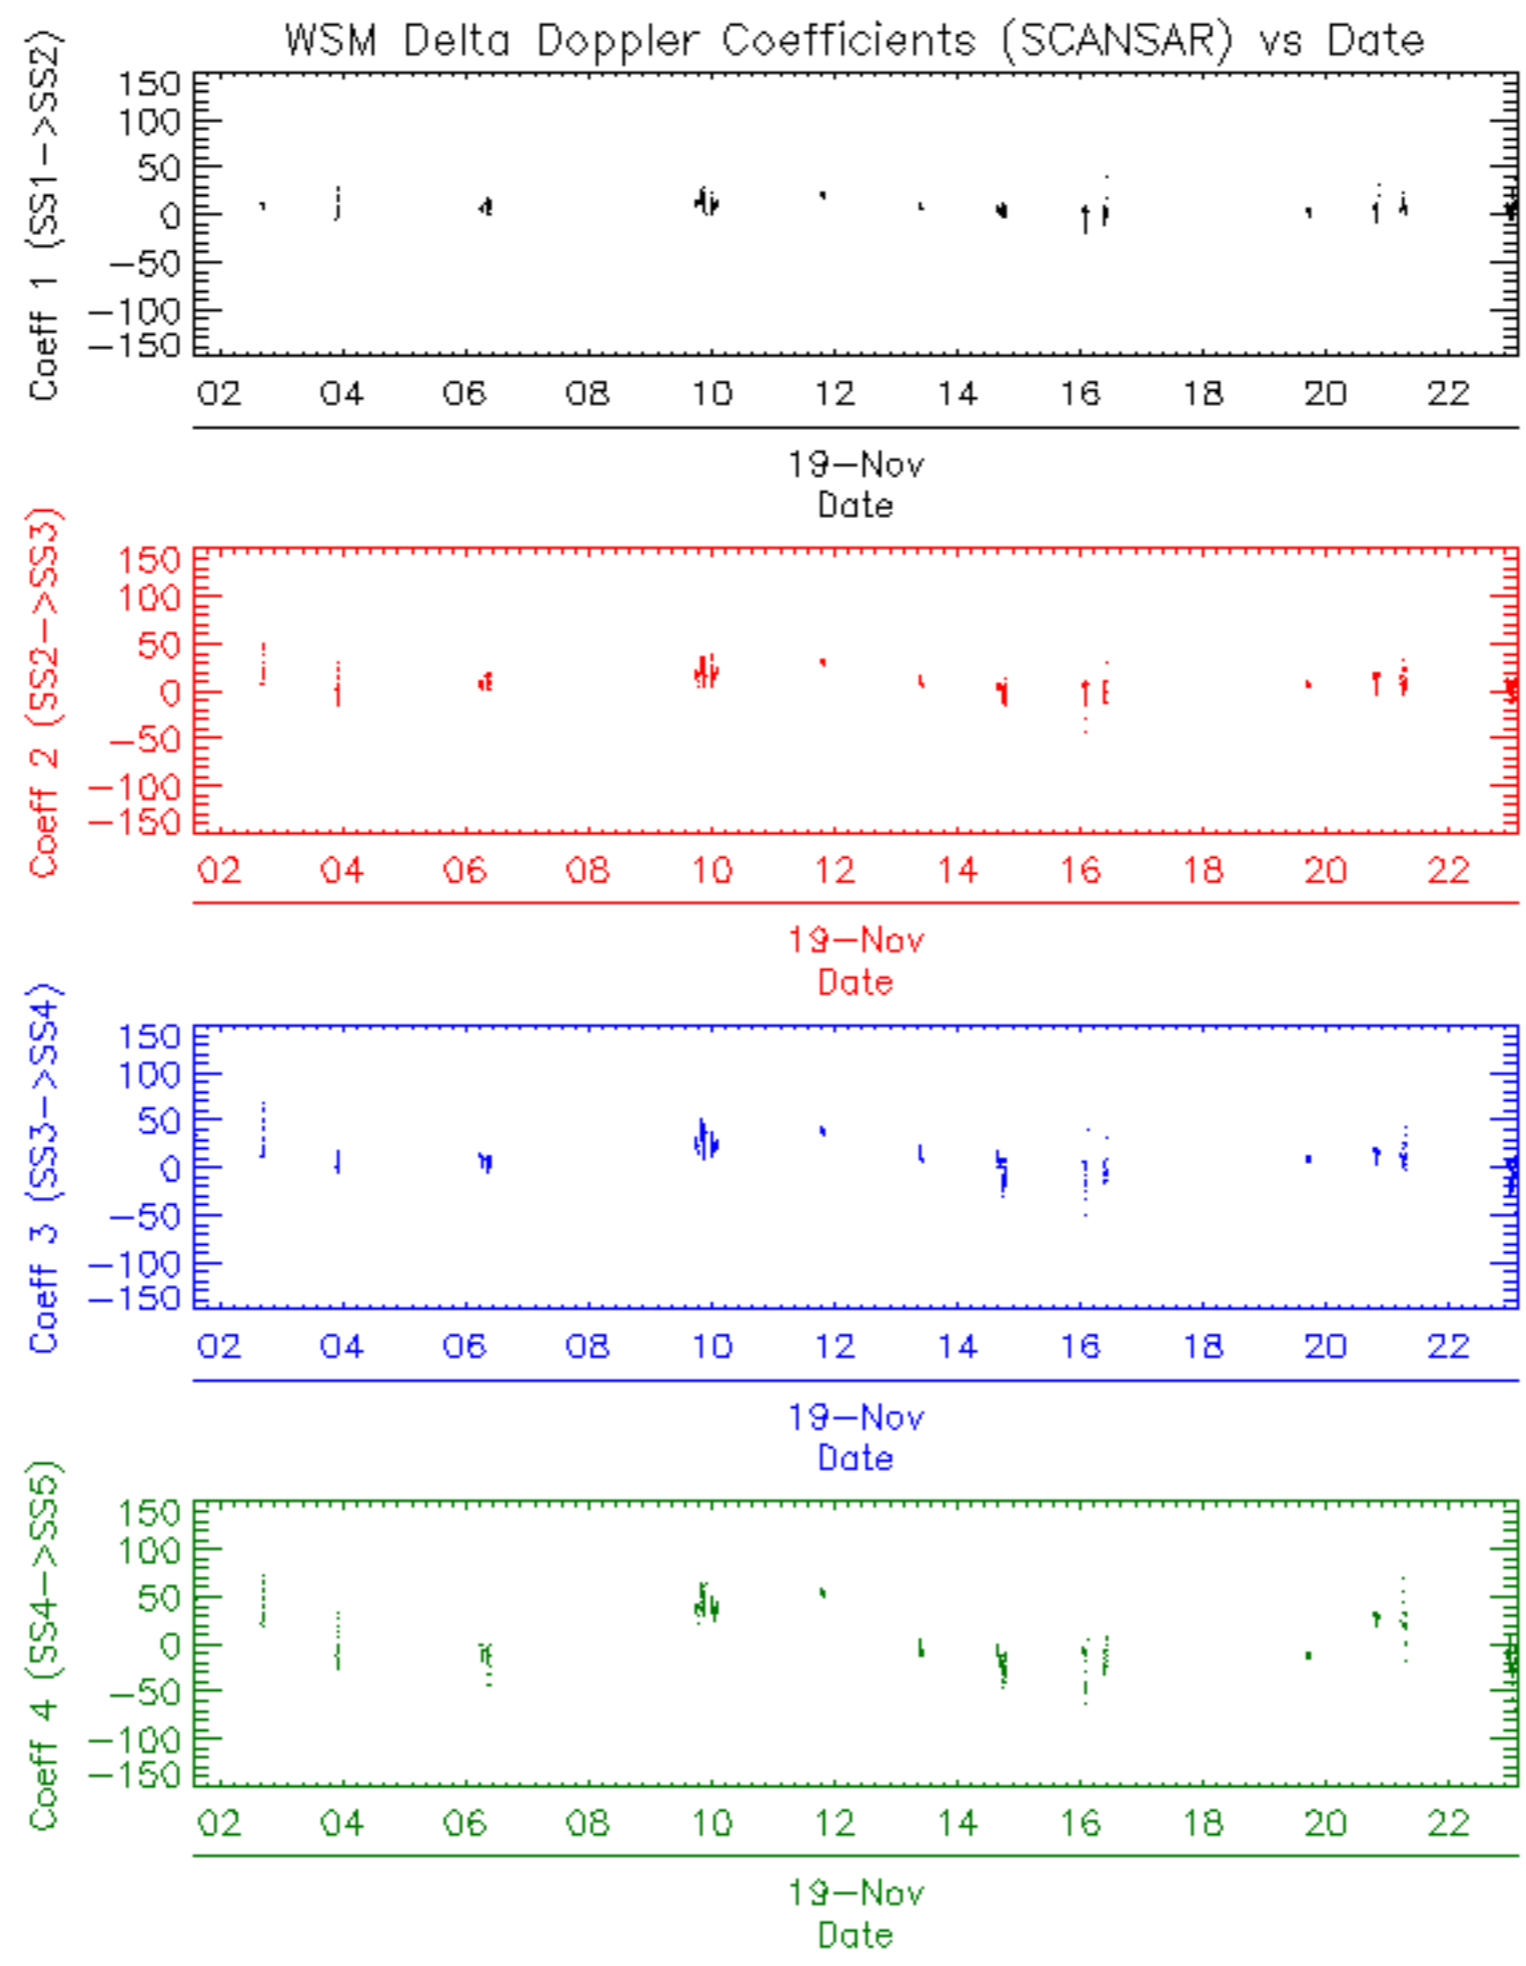 WSM Delta Doppler Coefficients (SCANSAR) vs Date
Coeff 1 (SS1->SS2)
150
100
50
0
-50
-100
-150
02 04 06 08 10 12 14 16 18 20 22
19-Nov
Date
Coeff 2 (SS2->SS3)
150
100
50
0
-50
-100
-150
02 04 06 08 10 12 14 16 18 20 22
19-Nov
Date
Coeff 3 (SS3->SS4)
150
100
50
0
-50
-100
-150
02 04 06 08 10 12 14 16 18 20 22
19-Nov
Date
Coeff 4 (SS4->SS5)
150
100
50
0
-50
-100
-150
02 04 06 08 10 12 14 16 18 20 22
19-Nov
Date